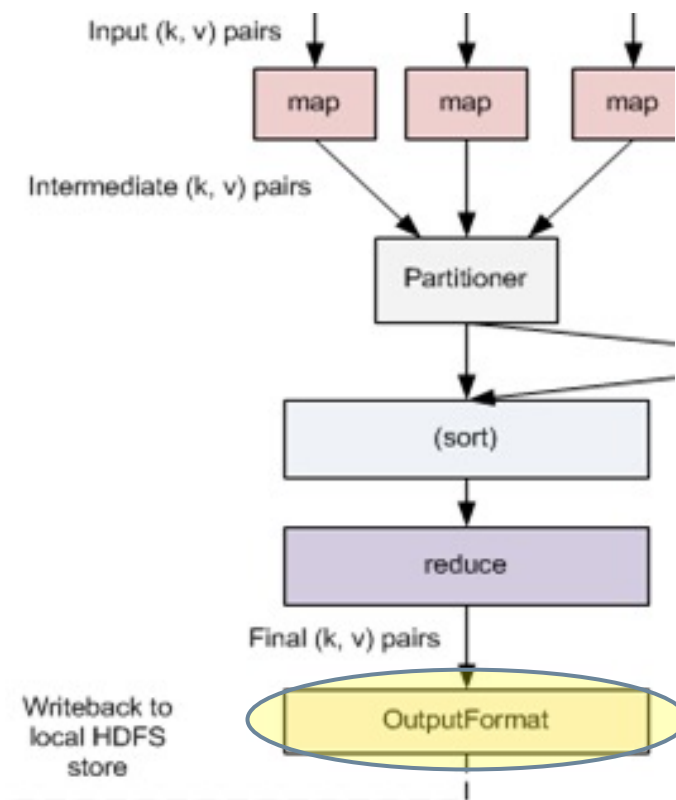 Input (k, v) pairs
map
map
map
Intermediate (k, v) pairs
Partitioner
(sort)
reduce
Final (k, v) pairs
OutputFormat
Writeback to
local HDFS
store